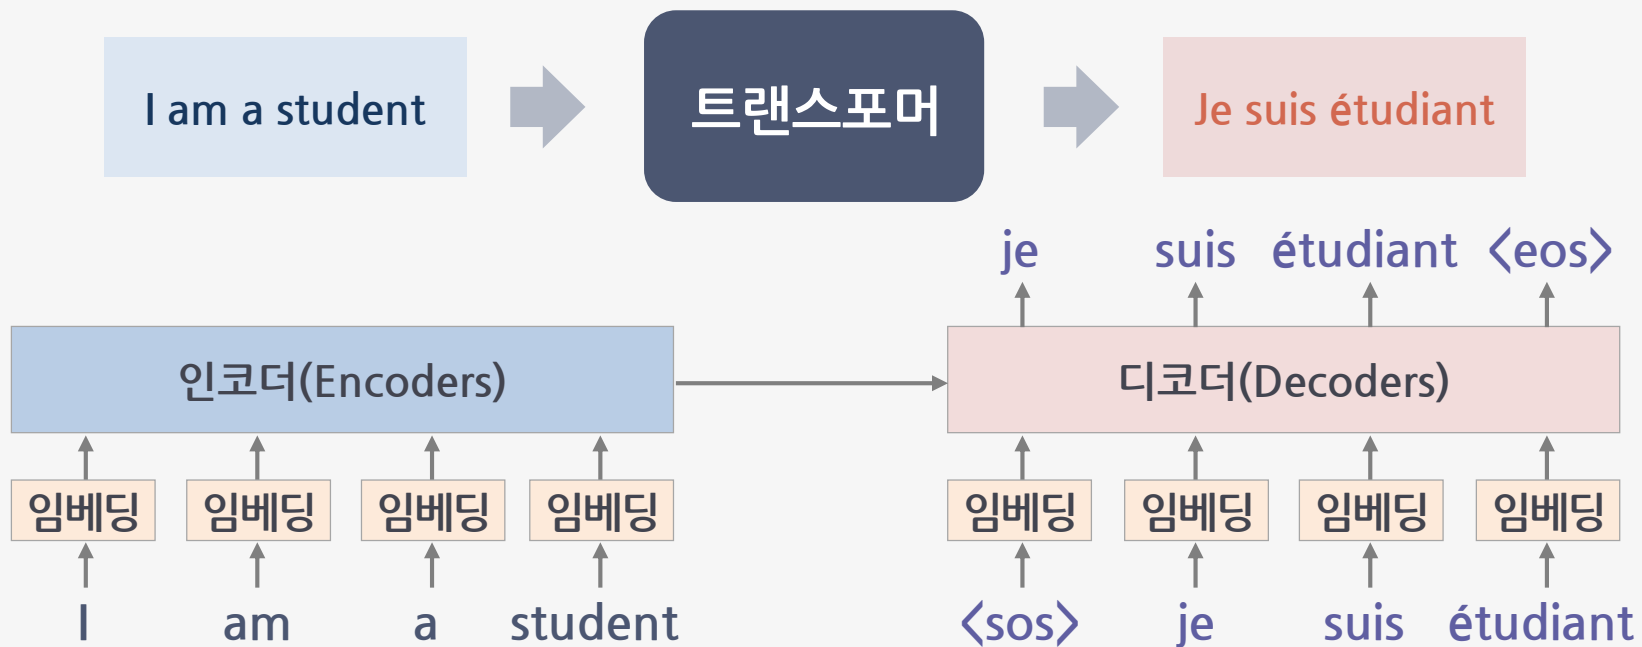 I am a student
트랜스포머
Je suis étudiant
je suis étudiant <eos>
인코더(Encoders)
디코더(Decoders)
임베딩 임베딩 임베딩 임베딩
임베딩 임베딩 임베딩 임베딩
I am a student
<sos> je suis étudiant